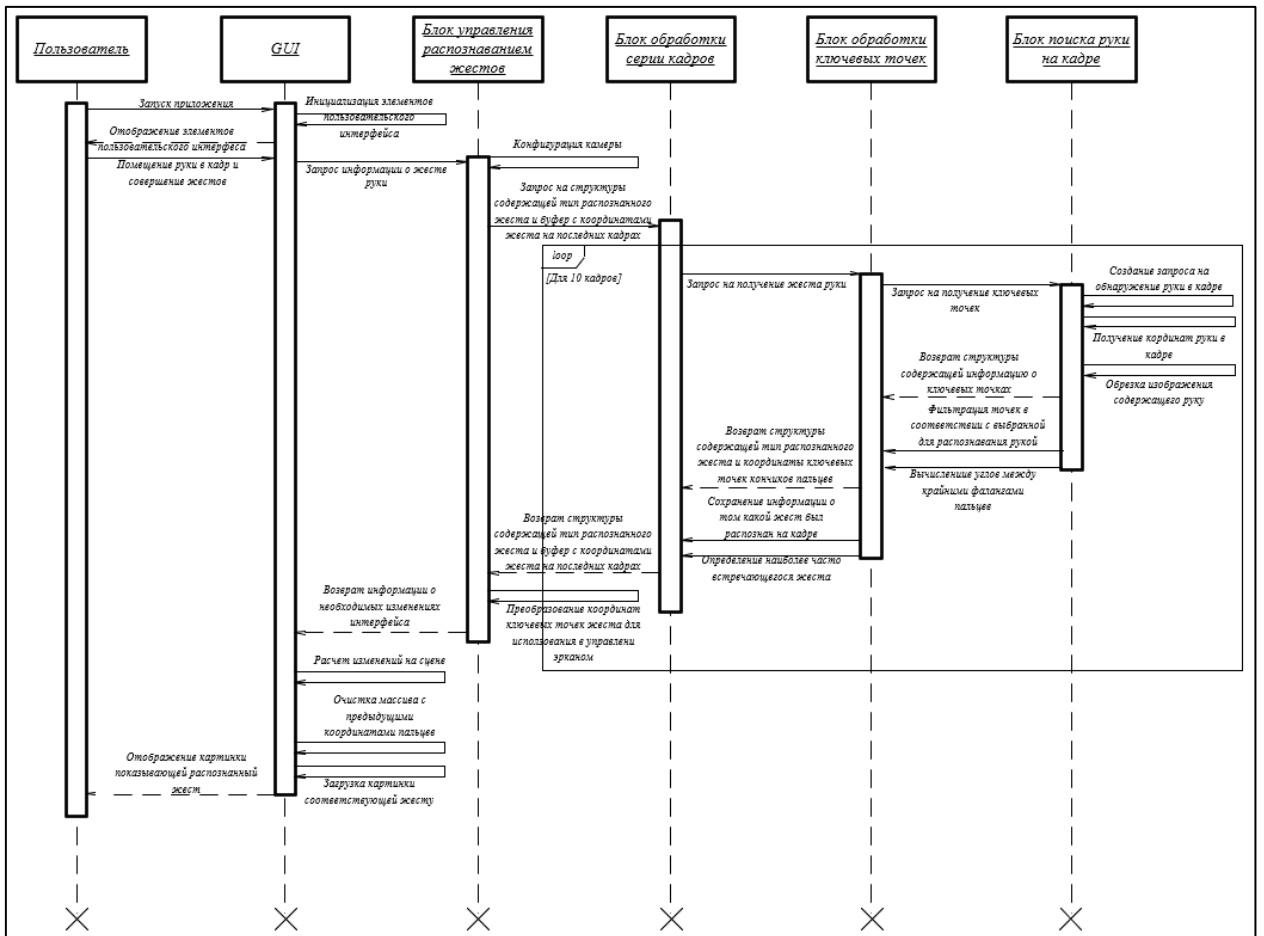 Пользователь
GUI
Блок управления
распознаванием
жестов
Блок обработки
серии кадров
Блок обработки
ключевых точек
Блок поиска руки
на кадре
Запуск приложения
Инициализация элементов
пользовательского
интерфейса
Отображение элементов
пользовательского интерфеса
Помещение руки в кадр и
совершение жестов
Запрос информации о жесте
руки
Конфигурация камеры
Запрос на структуры
содержащей тип распознанного
жеста и буфер с координатами
жеста на последних кадрах
loop
[Для 10 кадров]
Запрос на получение жеста руки
Запрос на получение ключевых
точек
Создание запроса на
обнаружение руки в кадре
Получение кординат руки в
кадре
Обрезка изображения
содержащего руку
Возврат структуры
содержащей информацию о
ключевых точках
Фильтрация точек в
соответствии с выбранной
для распознавания рукой
Вычислениие углов между
крайними фалангами
пальцев
Возврат структуры
содержащей тип распознанного
жеста и координаты ключевых
точек кончиков пальцев
Сохранение информации о
том какой жест был
распознан на кадре
Определение наиболее часто
встречающегося жеста
Возврат структуры
содержащей тип распознанного
жеста и буфер с координатами
жеста на последних кадрах
Преобразование координат
ключевых точек жеста для
исползования в управлени
эрканом
Возврат информации о
необходимых изменениях
интерфейса
Расчет изменений на сцене
Очистка массива с
предыдущими
координатами пальцев
Загрузка картинки
соответствующей жесту
Отображение картинки
показывающей распознанный
жест